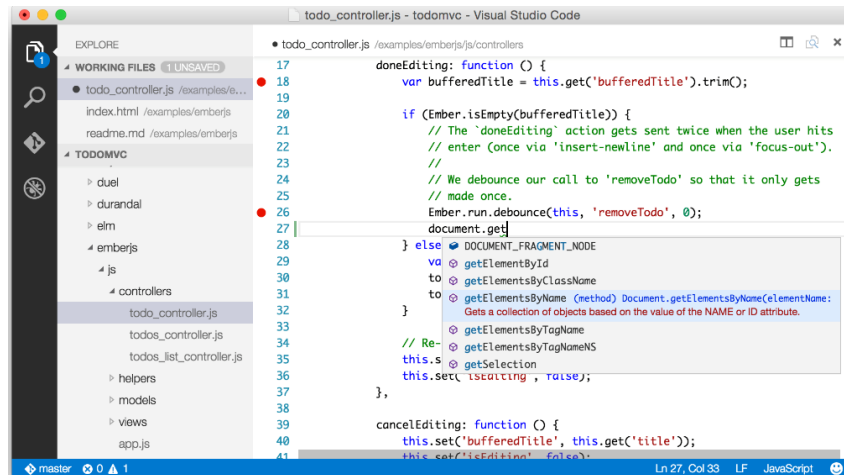 todo_controller.js - todomvc - Visual Studio Code
EXPLORE
WORKING FILES 1 UNSAVED
todo_controller.js /examples/e...
index.html /examples/emberjs
readme.md /examples/emberjs
TODOMVC
duel
durandal
elm
emberjs
js
controllers
todo_controller.js
todos_controller.js
todos_list_controller.js
helpers
models
views
app.js
1
todo_controller.js /examples/emberjs/js/controllers
17 doneEditing: function () {
18 var bufferedTitle = this.get('bufferedTitle').trim();
19
20 if (Ember.isEmpty(bufferedTitle)) {
21 // The `doneEditing` action gets sent twice when the user hits
22 // enter (once via 'insert-newline' and once via 'focus-out').
23 //
24 // We debounce our call to 'removeTodo' so that it only gets
25 // made once.
26 Ember.run.debounce(this, 'removeTodo', 0);
27 document.get
28 } else
29 va
30 to
31 to
32 }
33
34 // Re-
35 this.s
36 this.set('isEditing', false);
37 },
38
39 cancelEditing: function () {
40 this.set('bufferedTitle', this.get('title'));
41 this.set('isEditing', false);
DOCUMENT_FRAGMENT_NODE
getElementById
getElementsByClassName
getElementsByName (method) Document.getElementsByName(elementName:
Gets a collection of objects based on the value of the NAME or ID attribute.
getElementsByTagName
getElementsByTagNameNS
getSelection
master 0 1 Ln 27, Col 33 LF JavaScript